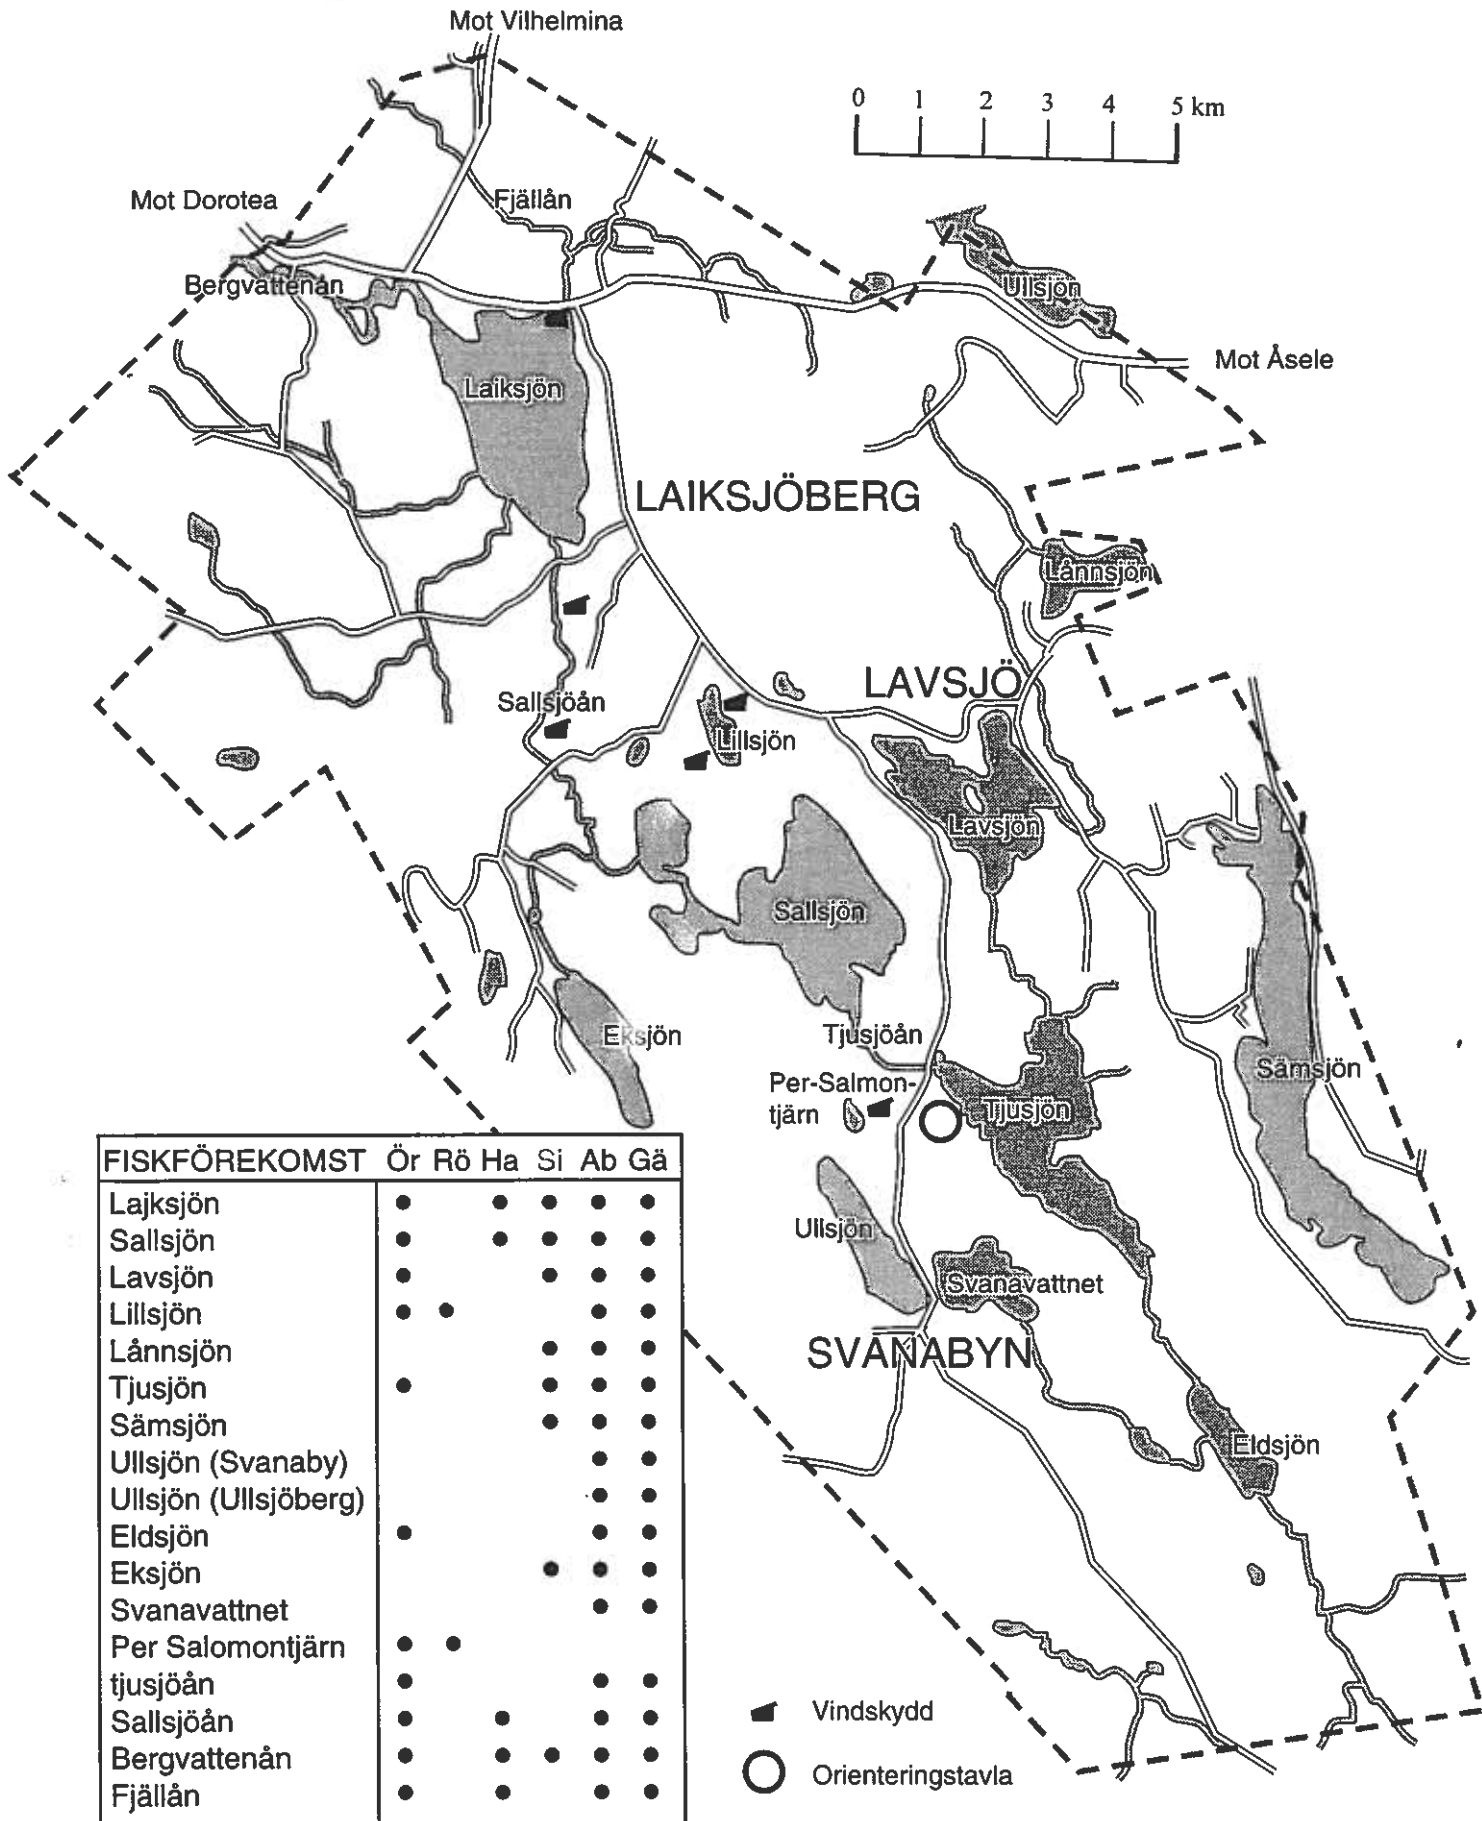 Mot Vilhelmina
0 1 2 3 4 5 km
Mot Dorotea
Fjällån
Bergvattenån
Ullsjön
Mot Åsele
Laiksjön
LAIKSJÖBERG
Lånnsjön
LAVSJÖ
Sallsjöån
Lillsjön
Lavsjön
Sallsjön
Eksjön
Tjusjöån
Sämsjön
Per-Salmon-
tjärn
Tjusjön
Ullsjön
Svanavattnet
SVANABYN
Eldsjön
FISKFÖREKOMST Ör Rö Ha Si Ab Gä
Lajksjön ● ● ● ● ●
Sallsjön ● ● ● ● ●
Lavsjön ● ● ● ●
Lillsjön ● ● ● ●
Lånnsjön ● ● ●
Tjusjön ● ● ● ●
Sämsjön ● ● ●
Ullsjön (Svanaby) ● ●
Ullsjön (Ullsjöberg) ● ●
Eldsjön ● ● ●
Eksjön ● ● ●
Svanavattnet ● ●
Per Salomontjärn ● ●
tjusjöån ● ● ●
Sallsjöån ● ● ● ●
Bergvattenån ● ● ● ● ●
Fjällån ● ● ● ●
Vindskydd
Orienteringstavla